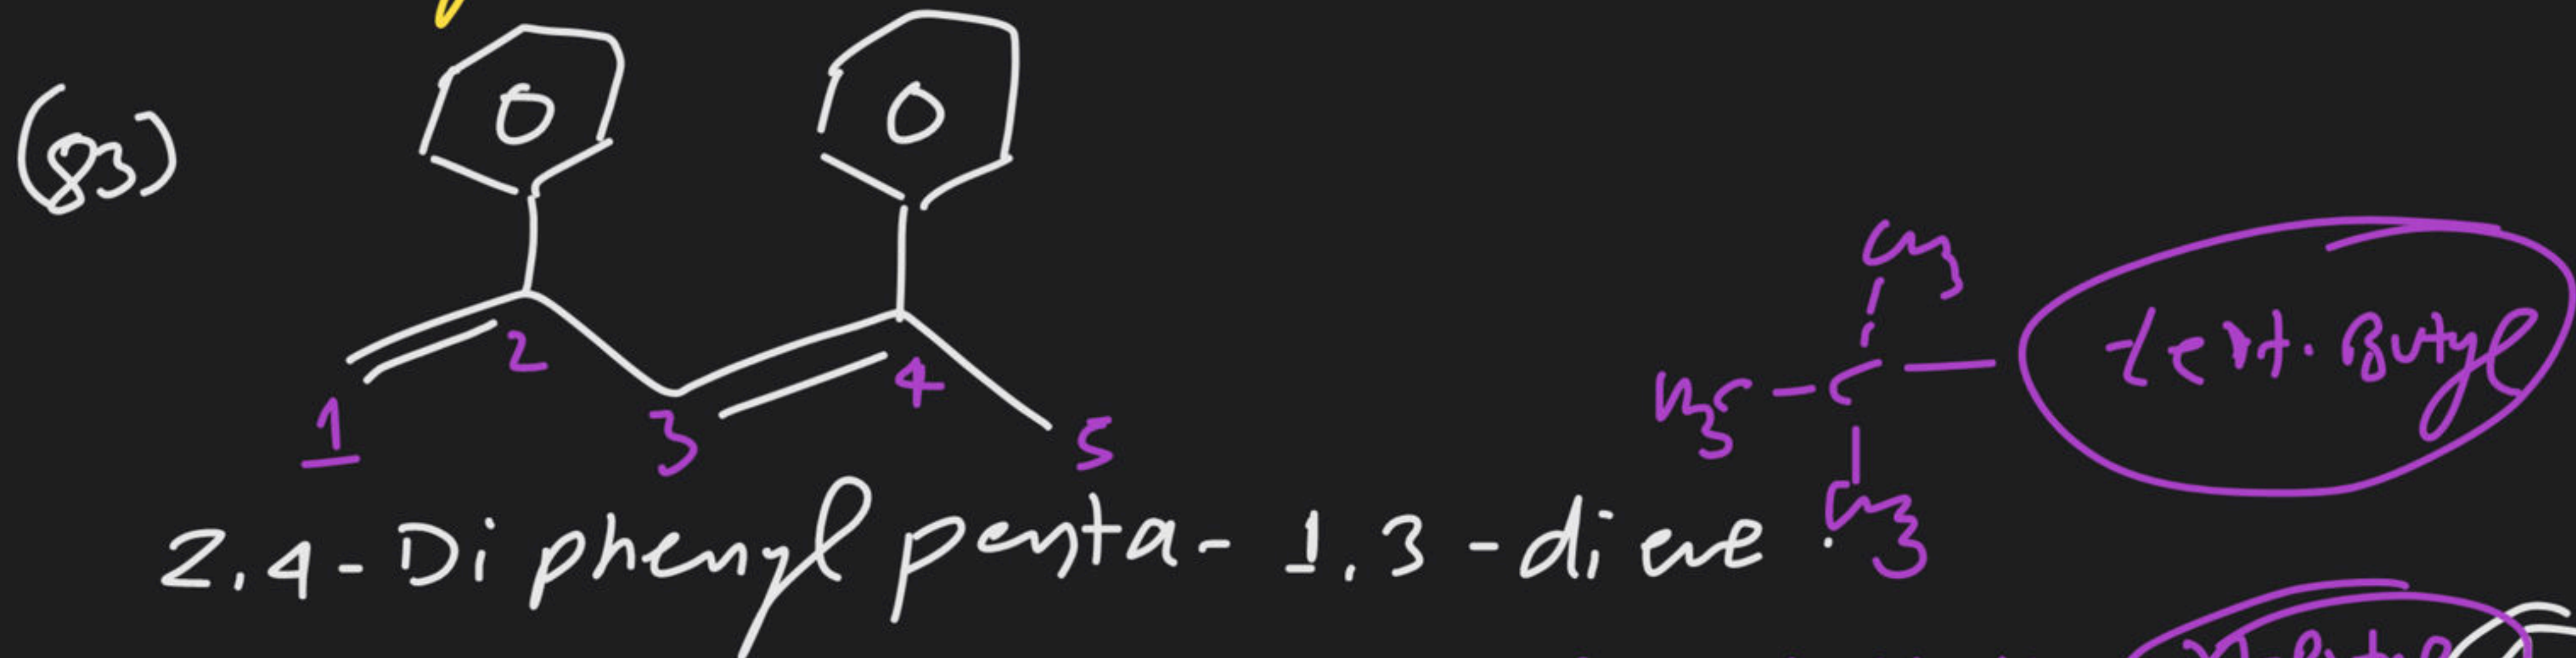 (83)
1 2 3 4 5
CH3
H3C - C - tert. Butyl
CH3
2,4-Diphenyl penta-1,3-diene.